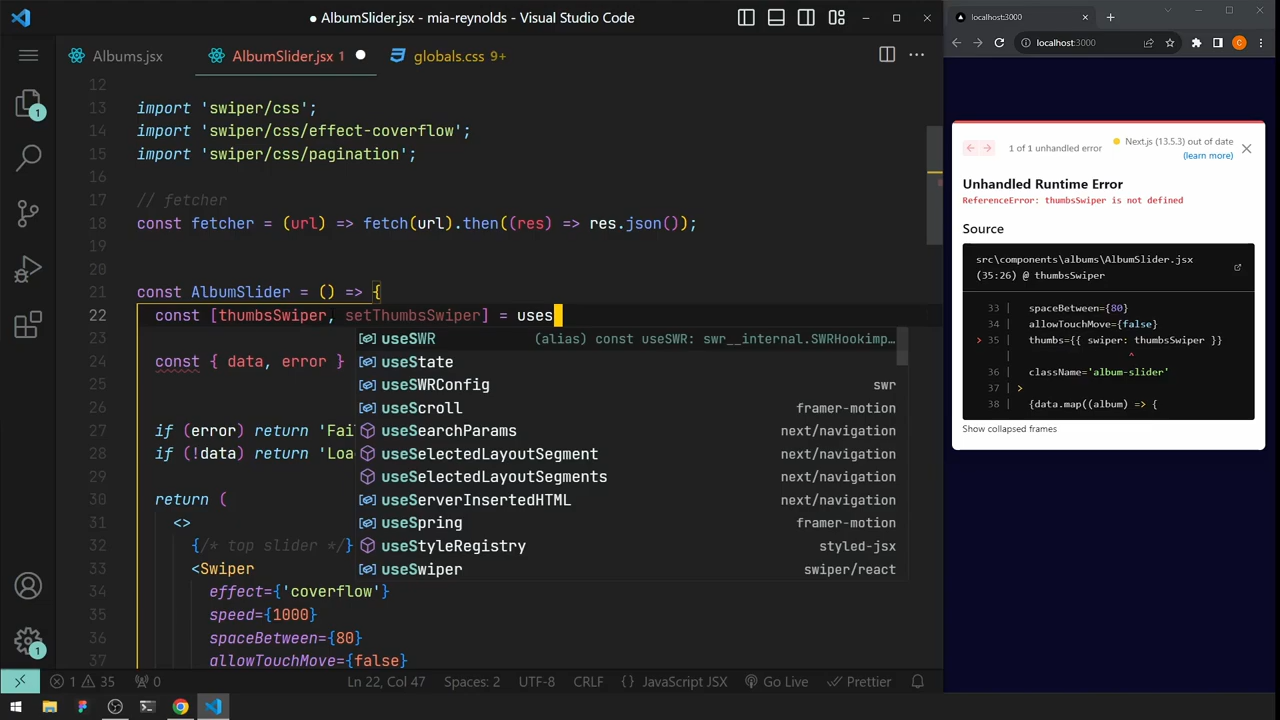 AlbumSlider.jsx - mia-reynolds - Visual Studio Code
Albums.jsx
AlbumSlider.jsx 1
globals.css 9+
12
13 import 'swiper/css';
14 import 'swiper/css/effect-coverflow';
15 import 'swiper/css/pagination';
16
17 // fetcher
18 const fetcher = (url) => fetch(url).then((res) => res.json());
19
20
21 const AlbumSlider = () => {
22 const [thumbsSwiper, setThumbsSwiper] = uses
23
24 const { data, error }
25
26
27 if (error) return 'Fai
28 if (!data) return 'Loa
29
30 return (
31 <>
32 {/* top slider */}
33 <Swiper
34 effect={'coverflow'}
35 speed={1000}
36 spaceBetween={80}
37 allowTouchMove={false}
useSWR (alias) const useSWR: swr__internal.SWRHookimp…
useState
useSWRConfig swr
useScroll framer-motion
useSearchParams next/navigation
useSelectedLayoutSegment next/navigation
useSelectedLayoutSegments next/navigation
useServerInsertedHTML next/navigation
useSpring framer-motion
useStyleRegistry styled-jsx
useSwiper swiper/react
1
1
1 35 0
Ln 22, Col 47
Spaces: 2
UTF-8
CRLF
{} JavaScript JSX
Go Live
Prettier
localhost:3000
localhost:3000
C
1 of 1 unhandled error
Next.js (13.5.3) out of date
(learn more)
Unhandled Runtime Error
ReferenceError: thumbsSwiper is not defined
Source
src\components\albums\AlbumSlider.jsx
(35:26) @ thumbsSwiper
33 | spaceBetween={80}
34 | allowTouchMove={false}
> 35 | thumbs={{ swiper: thumbsSwiper }}
| ^
36 | className='album-slider'
37 | >
38 | {data.map((album) => {
Show collapsed frames